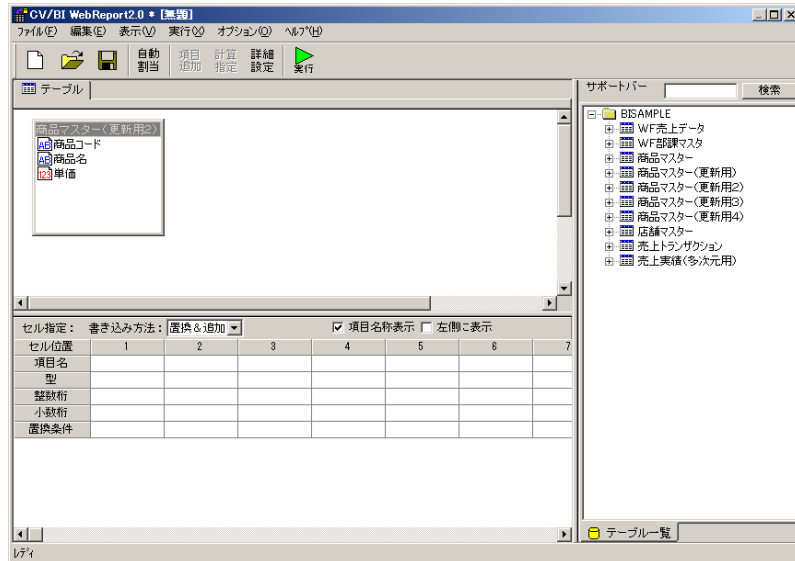 CV/BI WebReport2.0 * [無題]
ファイル(F) 編集(E) 表示(V) 実行(X) オプション(O) ヘルプ(H)
自動割当 項目追加 計算指定 詳細設定 実行
テーブル
サポートバー 検索
商品マスター(更新用2)
AB 商品コード
AB 商品名
123 単価
BISAMPLE
WF売上データ
WF部課マスタ
商品マスター
商品マスター(更新用)
商品マスター(更新用2)
商品マスター(更新用3)
商品マスター(更新用4)
店舗マスター
売上トランザクション
売上実績(多次元用)
セル指定: 書き込み方法: 置換&追加 項目名称表示 左側に表示
セル位置 1 2 3 4 5 6 7
項目名
型
整数桁
小数桁
置換条件
テーブル一覧
レディ